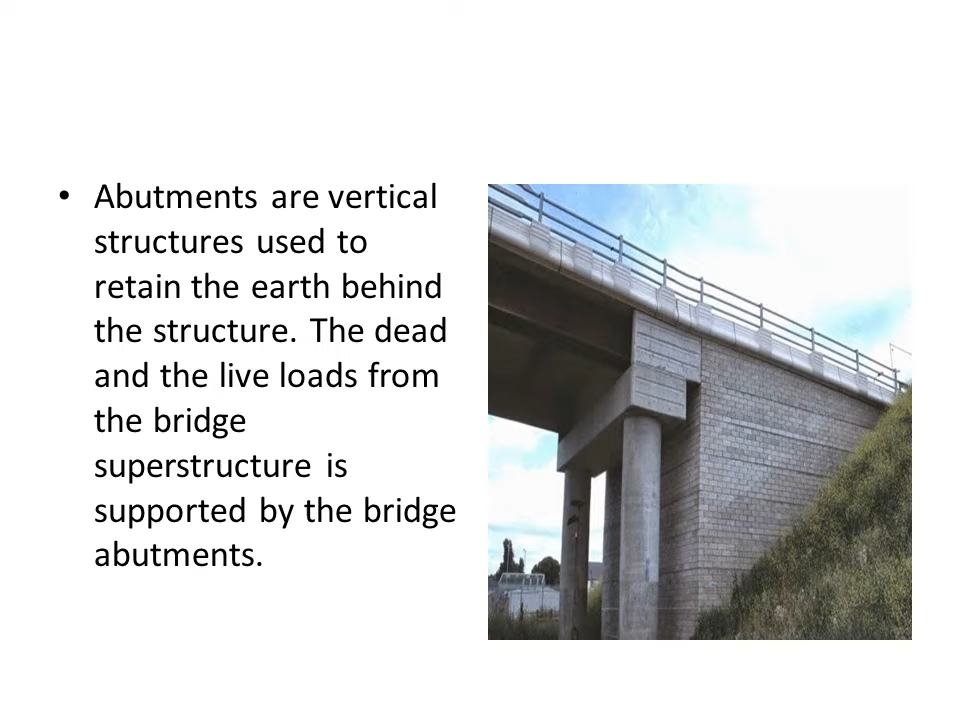 • Abutments are vertical
structures used to
retain the earth behind
the structure. The dead
and the live loads from
the bridge
superstructure is
supported by the bridge
abutments.